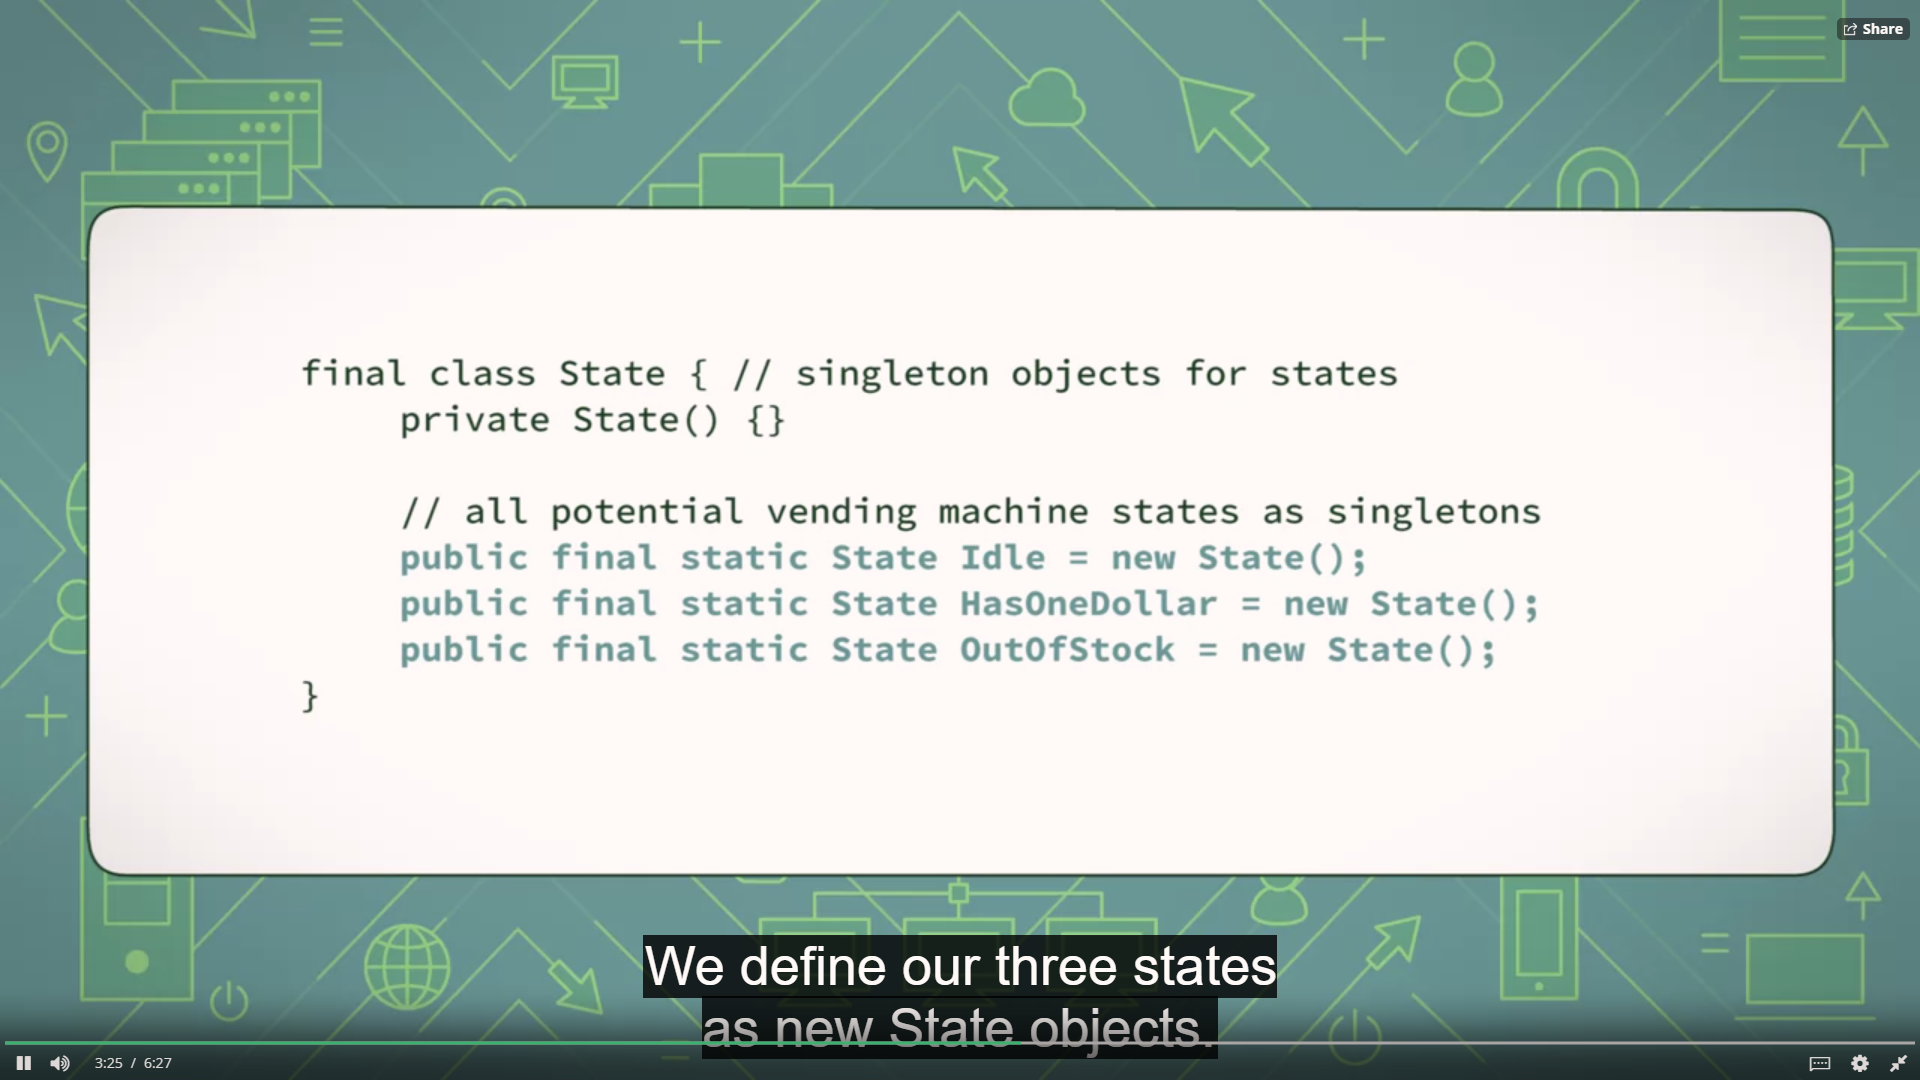 Share
final class State { // singleton objects for states
private State() {}
// all potential vending machine states as singletons
public final static State Idle = new State();
public final static State HasOneDollar = new State();
public final static State OutOfStock = new State();
}
We define our three states
as new State objects.
3:25 / 6:27